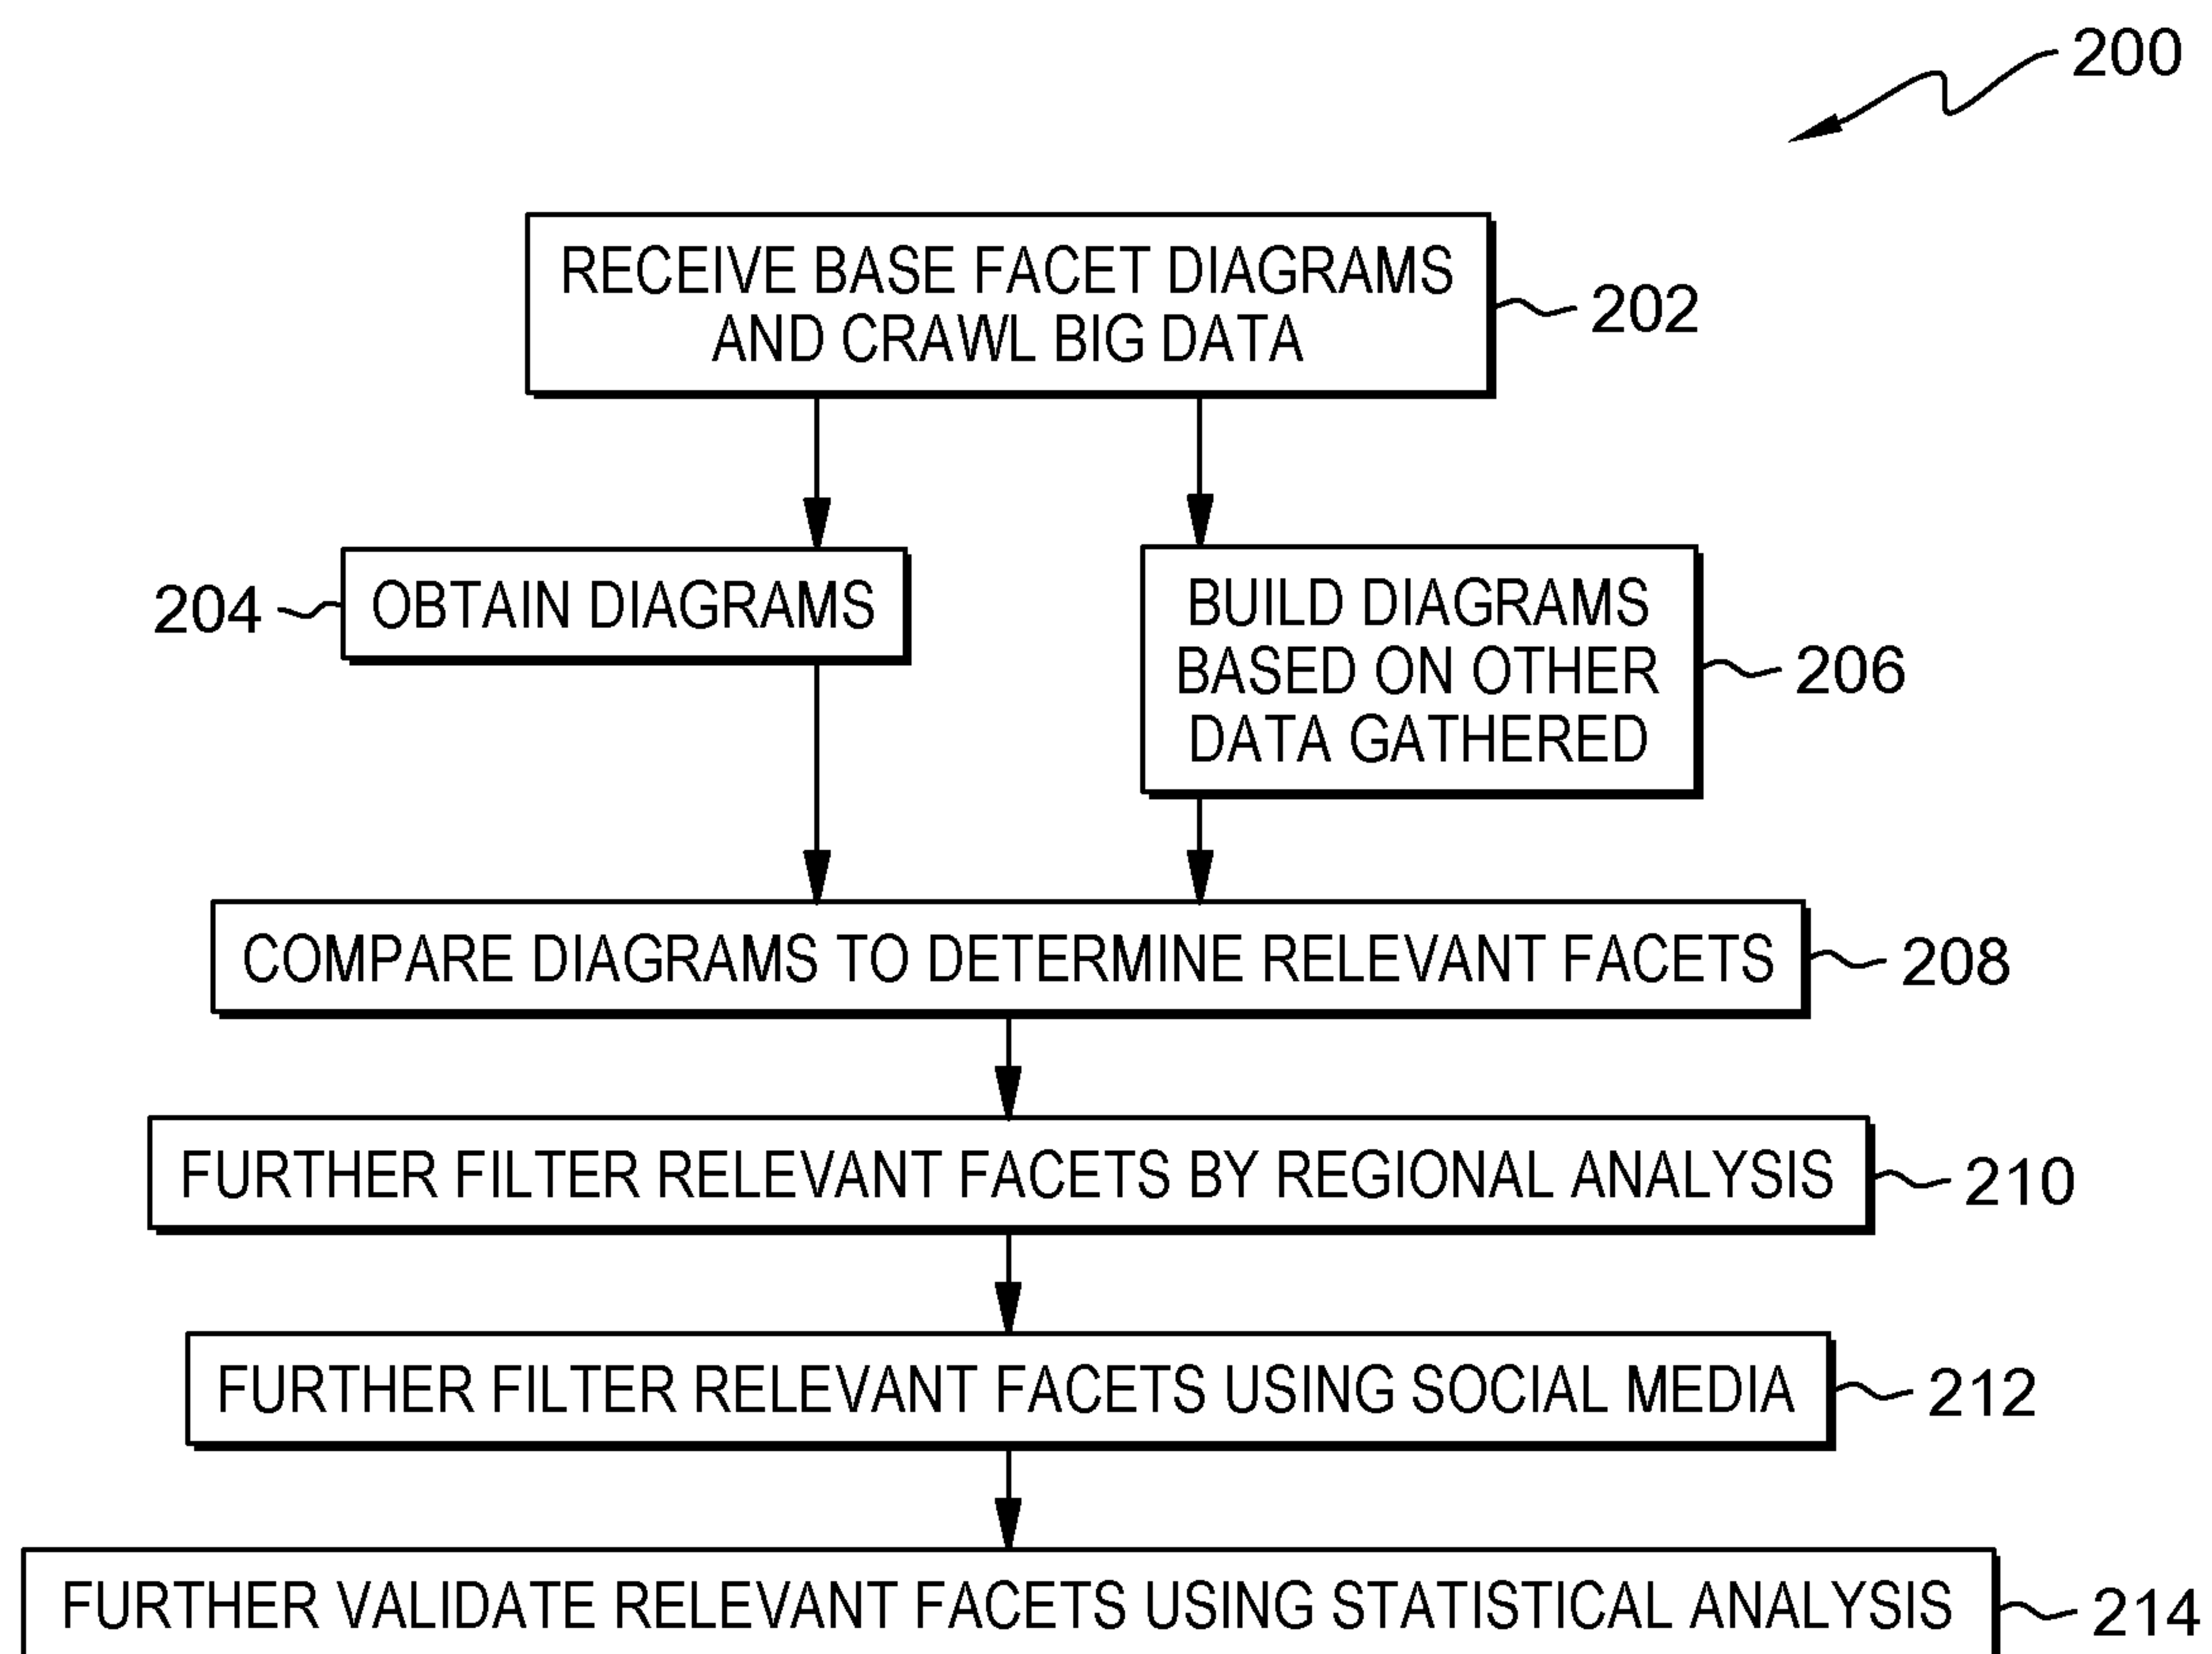 200
RECEIVE BASE FACET DIAGRAMS
AND CRAWL BIG DATA
202
204
OBTAIN DIAGRAMS
BUILD DIAGRAMS
BASED ON OTHER
DATA GATHERED
206
COMPARE DIAGRAMS TO DETERMINE RELEVANT FACETS
208
FURTHER FILTER RELEVANT FACETS BY REGIONAL ANALYSIS
210
FURTHER FILTER RELEVANT FACETS USING SOCIAL MEDIA
212
FURTHER VALIDATE RELEVANT FACETS USING STATISTICAL ANALYSIS
214